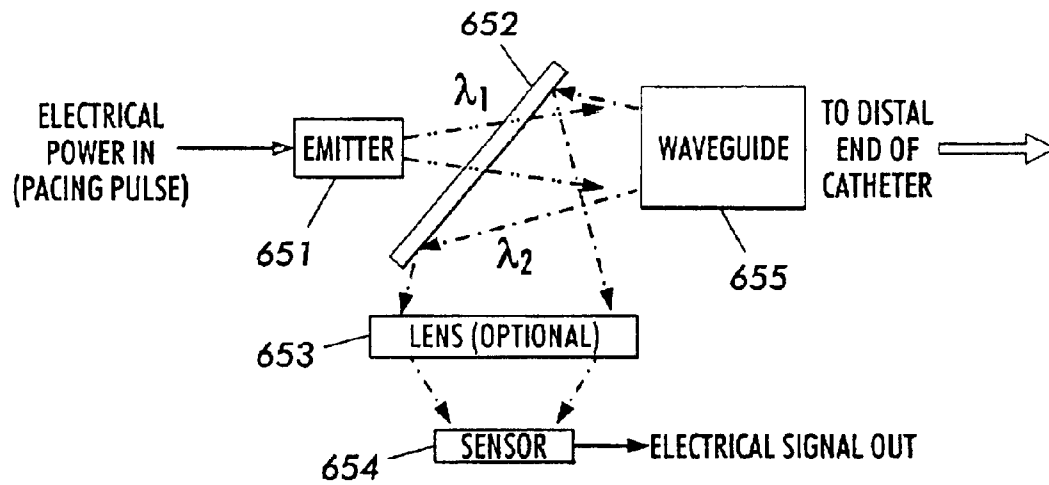 652
λ1
ELECTRICAL
POWER IN
(PACING PULSE)
EMITTER
651
WAVEGUIDE
655
TO DISTAL
END OF
CATHETER
λ2
LENS (OPTIONAL)
653
SENSOR
654
ELECTRICAL SIGNAL OUT